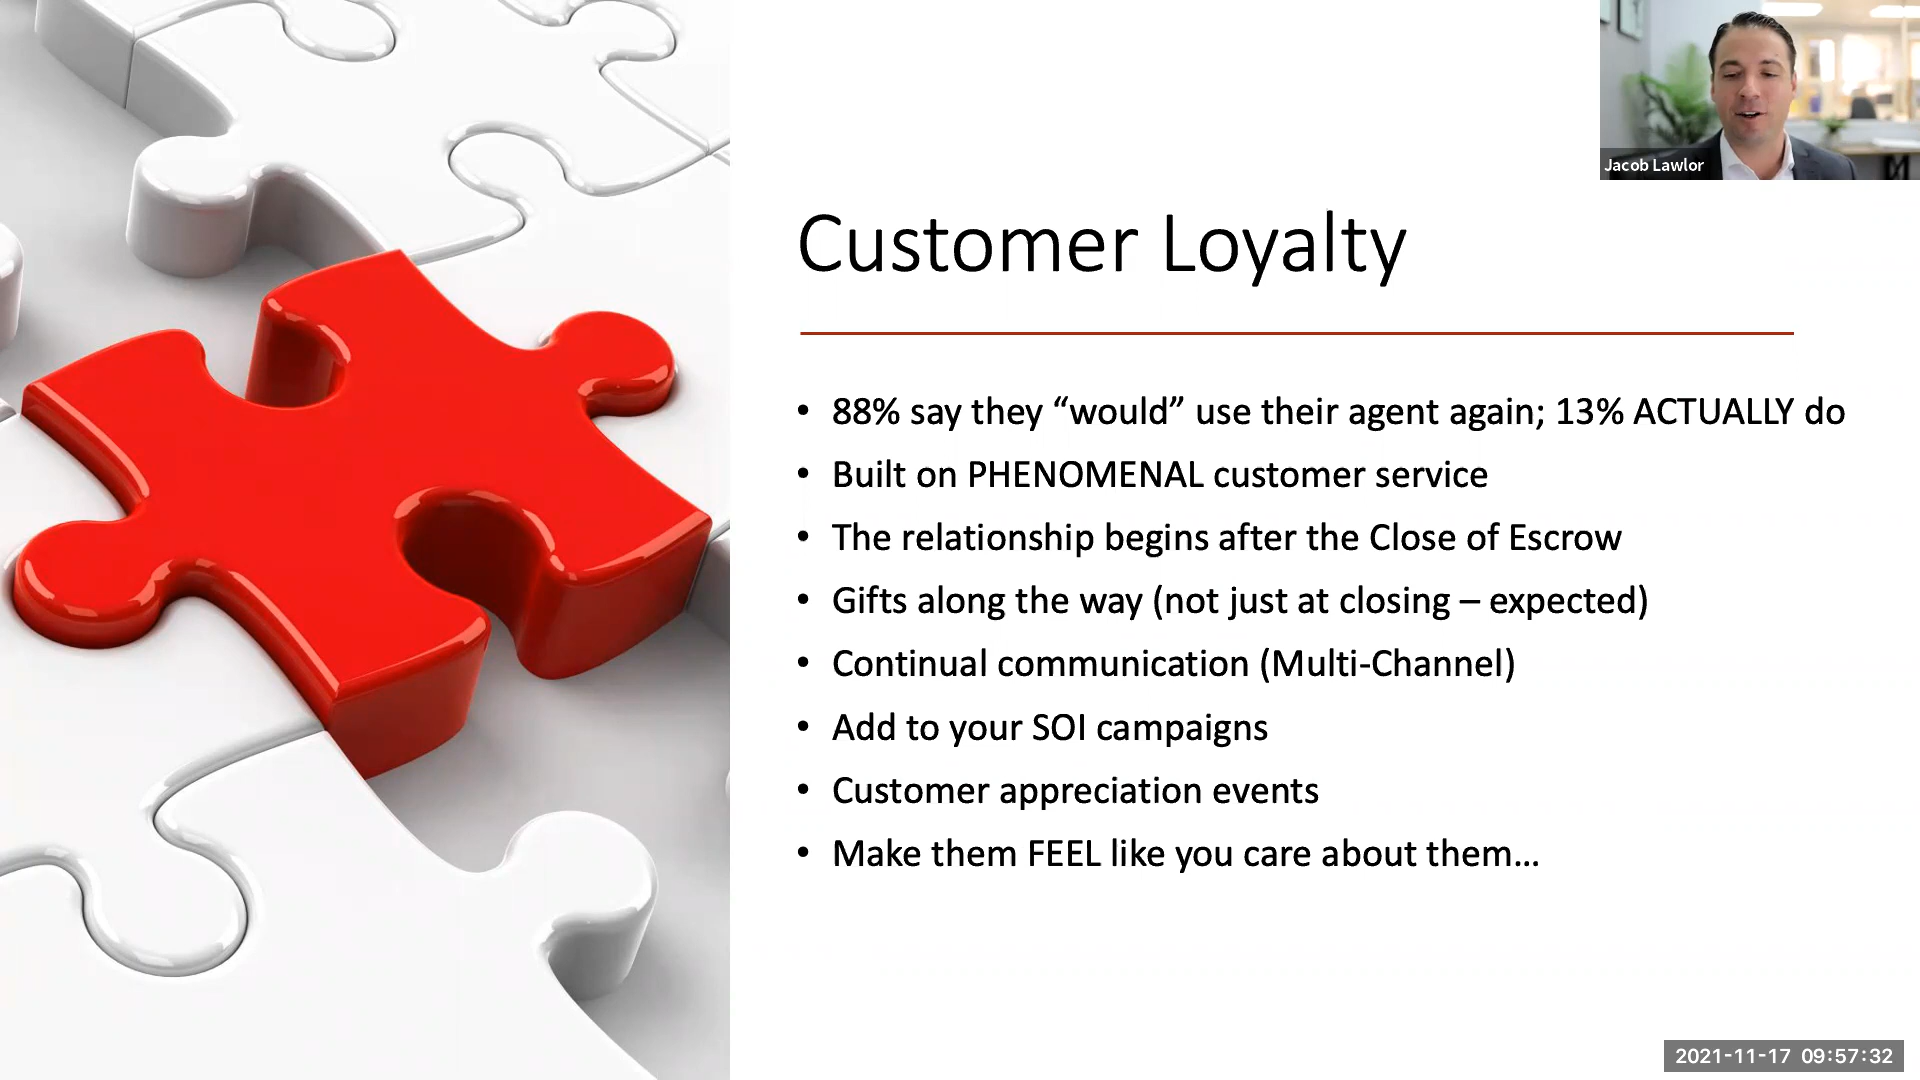 Jacob Lawlor
Customer Loyalty
• 88% say they “would” use their agent again; 13% ACTUALLY do
• Built on PHENOMENAL customer service
• The relationship begins after the Close of Escrow
• Gifts along the way (not just at closing – expected)
• Continual communication (Multi-Channel)
• Add to your SOI campaigns
• Customer appreciation events
• Make them FEEL like you care about them…
2021-11-17 09:57:32